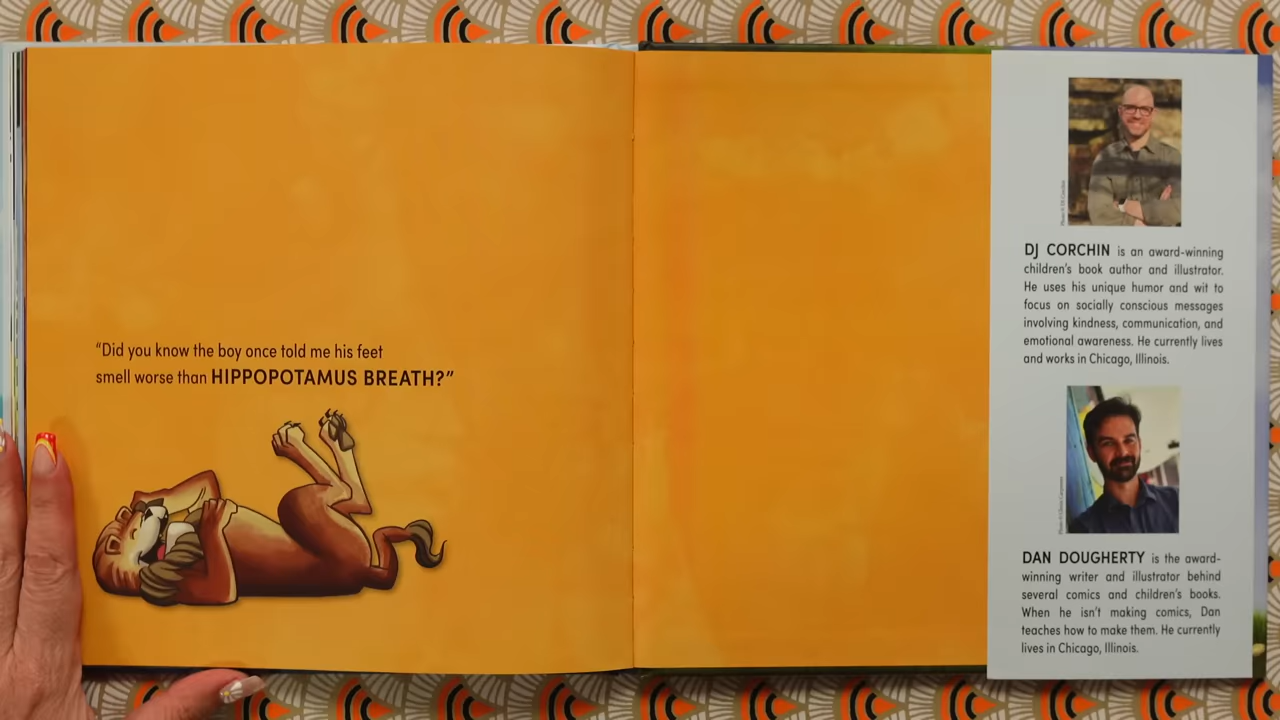 “Did you know the boy once told me his feet
smell worse than HIPPOPOTAMUS BREATH?”
DJ CORCHIN is an award-winning
children’s book author and illustrator.
He uses his unique humor and wit to
focus on socially conscious messages
involving kindness, communication, and
emotional awareness. He currently lives
and works in Chicago, Illinois.
DAN DOUGHERTY is the award-
winning writer and illustrator behind
several comics and children’s books.
When he isn’t making comics, Dan
teaches how to make them. He currently
lives in Chicago, Illinois.